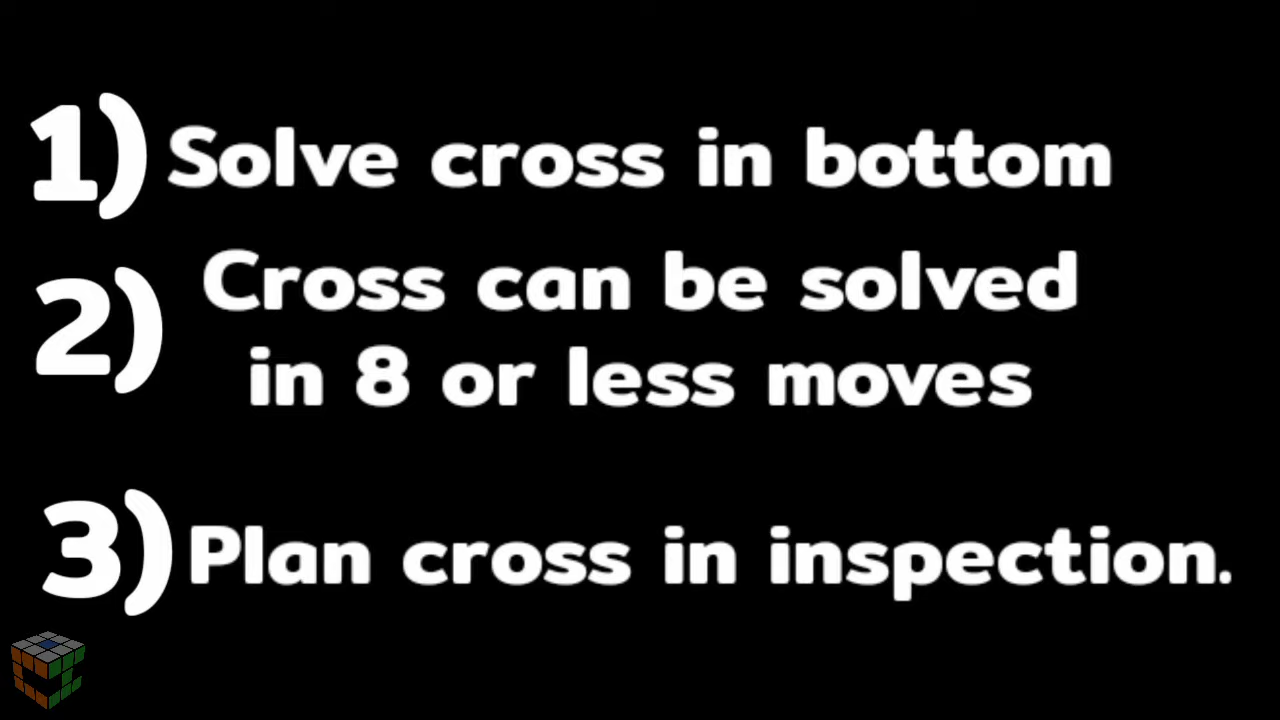 1) Solve cross in bottom
2) Cross can be solved
in 8 or less moves
3) Plan cross in inspection.